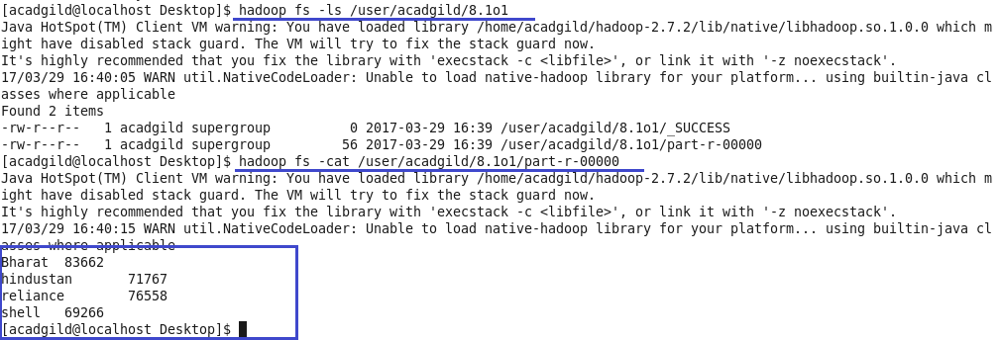 [acadgild@localhost Desktop]$ hadoop fs -ls /user/acadgild/8.1o1
Java HotSpot(TM) Client VM warning: You have loaded library /home/acadgild/hadoop-2.7.2/lib/native/libhadoop.so.1.0.0 which m
ight have disabled stack guard. The VM will try to fix the stack guard now.
It's highly recommended that you fix the library with 'execstack -c <libfile>', or link it with '-z noexecstack'.
17/03/29 16:40:05 WARN util.NativeCodeLoader: Unable to load native-hadoop library for your platform... using builtin-java cl
asses where applicable
Found 2 items
-rw-r--r--   1 acadgild supergroup          0 2017-03-29 16:39 /user/acadgild/8.1o1/_SUCCESS
-rw-r--r--   1 acadgild supergroup         56 2017-03-29 16:39 /user/acadgild/8.1o1/part-r-00000
[acadgild@localhost Desktop]$ hadoop fs -cat /user/acadgild/8.1o1/part-r-00000
Java HotSpot(TM) Client VM warning: You have loaded library /home/acadgild/hadoop-2.7.2/lib/native/libhadoop.so.1.0.0 which m
ight have disabled stack guard. The VM will try to fix the stack guard now.
It's highly recommended that you fix the library with 'execstack -c <libfile>', or link it with '-z noexecstack'.
17/03/29 16:40:15 WARN util.NativeCodeLoader: Unable to load native-hadoop library for your platform... using builtin-java cl
asses where applicable
Bharat  83662
hindustan       71767
reliance        76558
shell   69266
[acadgild@localhost Desktop]$